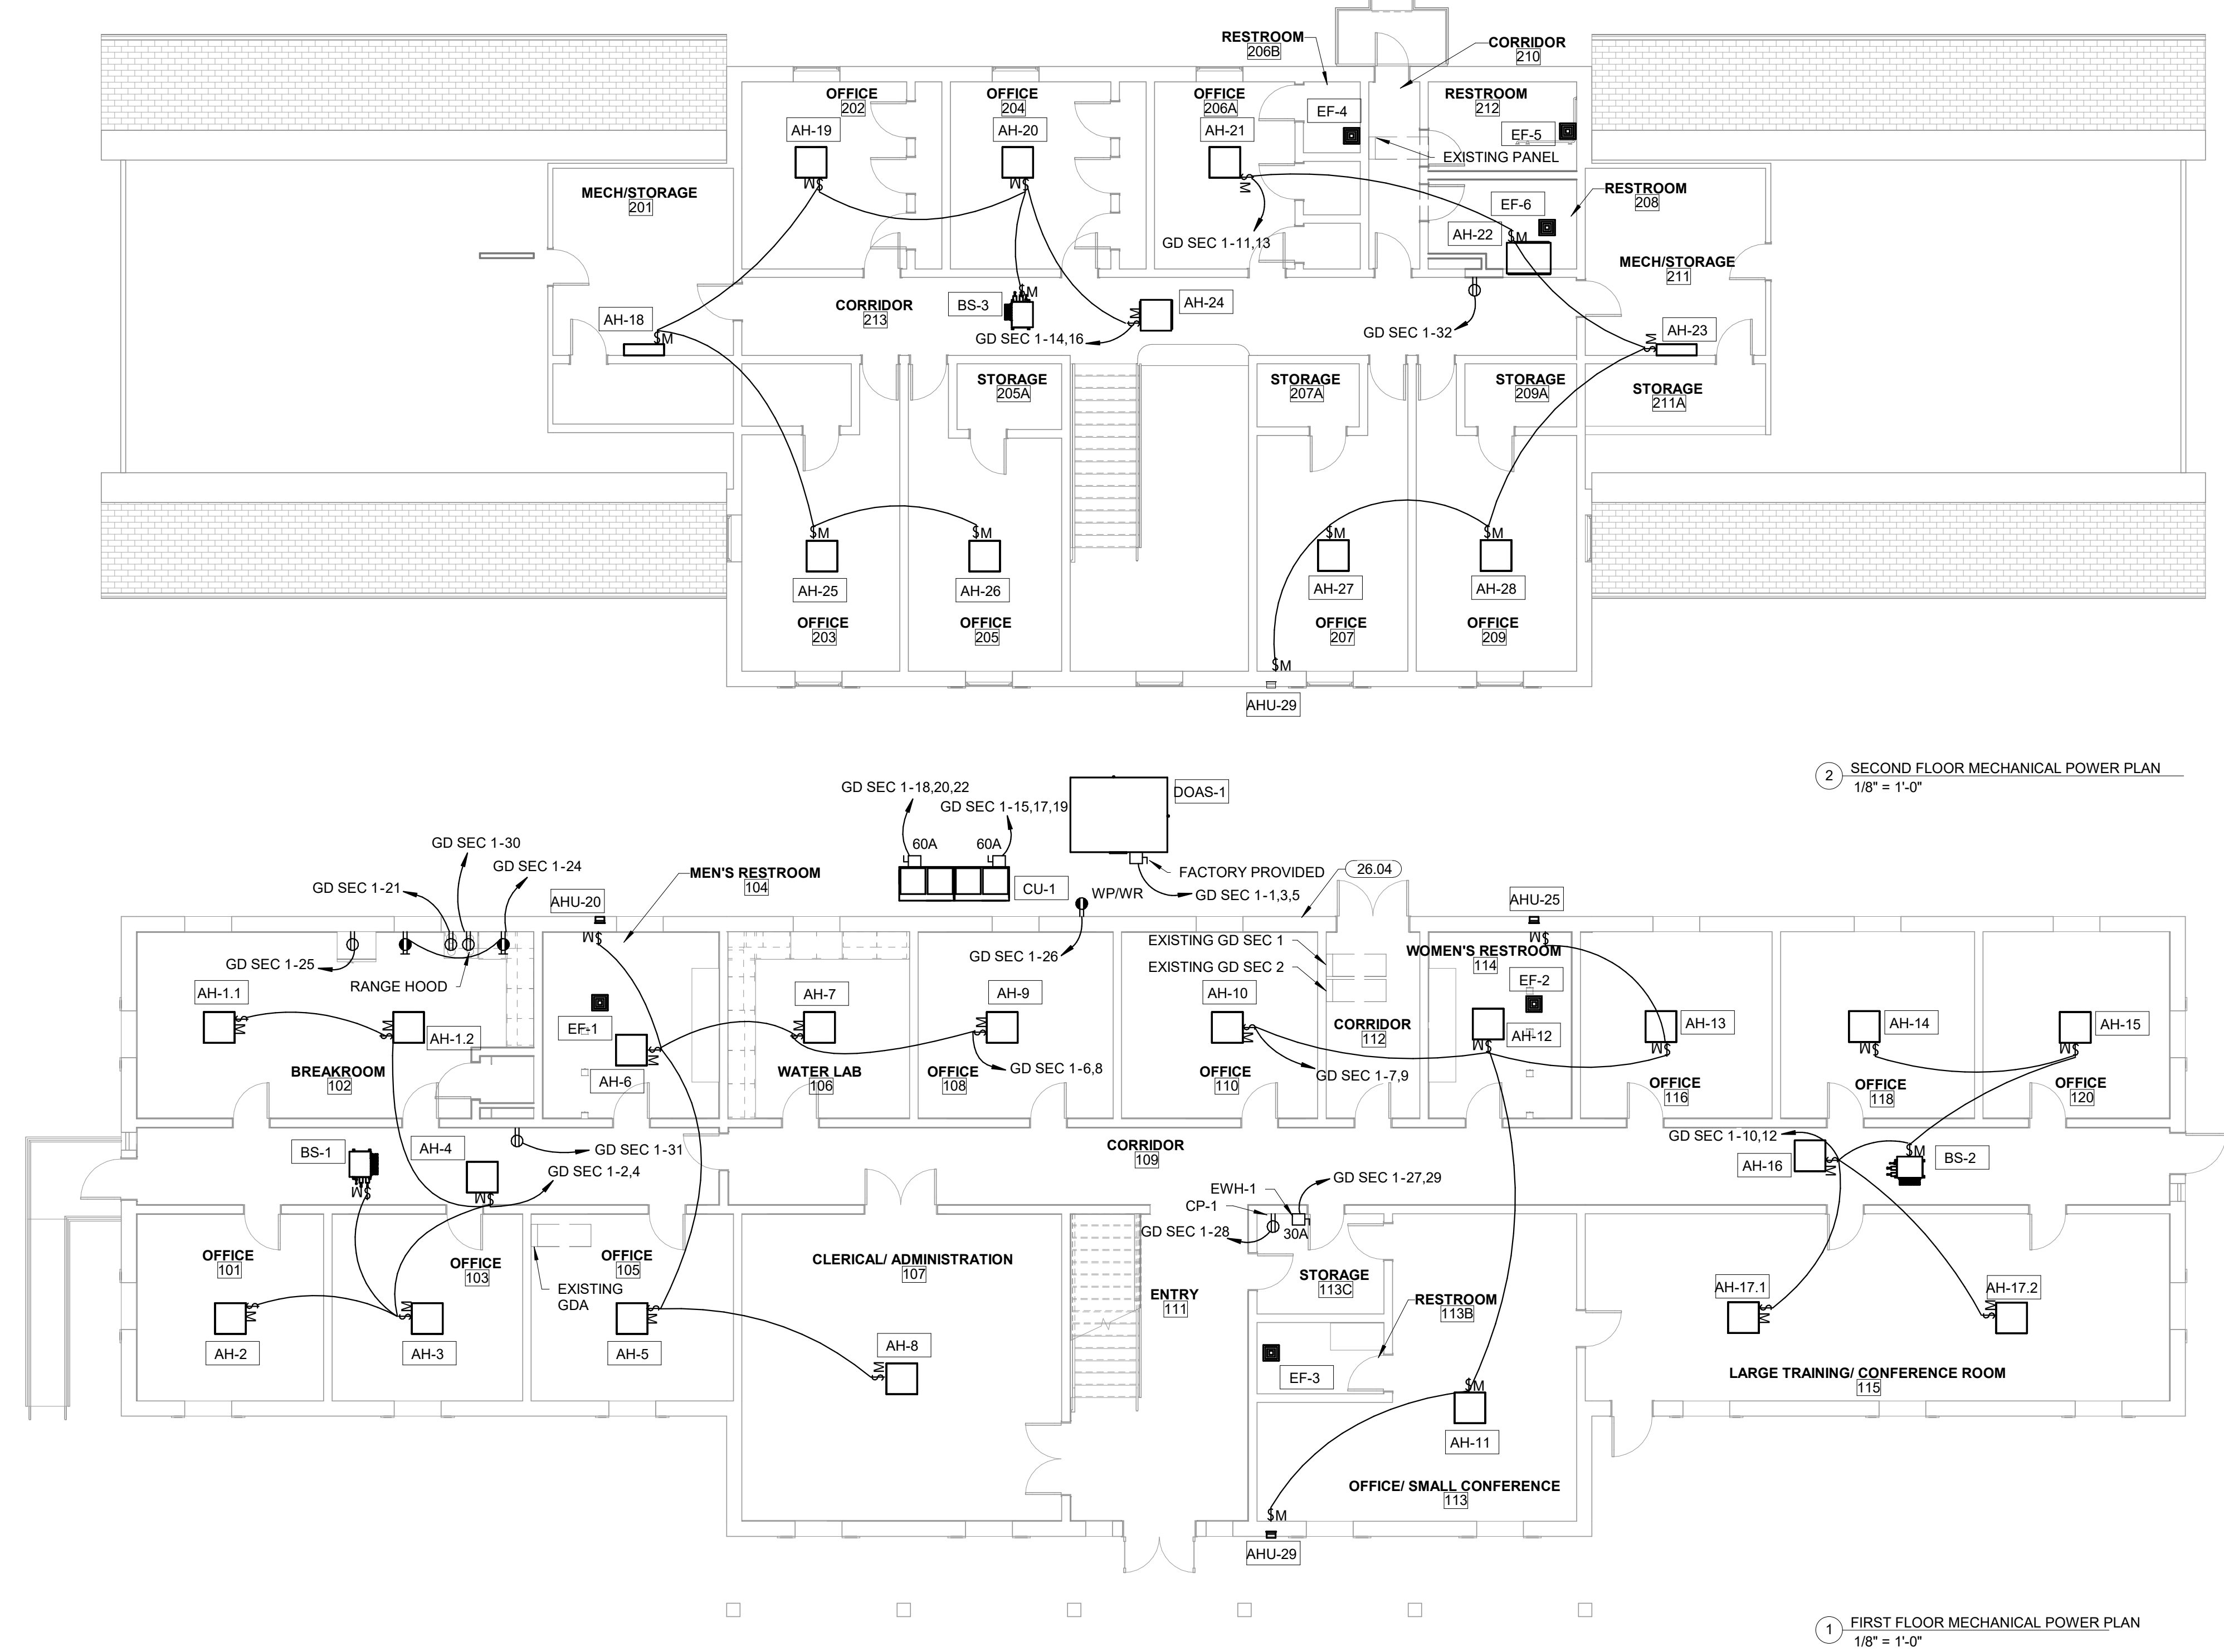 RESTROOM
206B
CORRIDOR
210
OFFICE
202
OFFICE
204
OFFICE
206A
RESTROOM
212
AH-19
AH-20
AH-21
EF-4
EF-5
EXISTING PANEL
$M
$M
$M
MECH/STORAGE
201
RESTROOM
208
EF-6
AH-22
$M
GD SEC 1-11,13
MECH/STORAGE
211
CORRIDOR
213
BS-3
$M
AH-24
$M
GD SEC 1-14,16
GD SEC 1-32
AH-18
$M
AH-23
$M
STORAGE
205A
STORAGE
207A
STORAGE
209A
STORAGE
211A
$M
$M
$M
$M
AH-25
AH-26
AH-27
AH-28
OFFICE
203
OFFICE
205
OFFICE
207
OFFICE
209
$M
AHU-29
2
SECOND FLOOR MECHANICAL POWER PLAN
1/8" = 1'-0"
GD SEC 1-18,20,22
GD SEC 1-15,17,19
DOAS-1
60A
60A
CU-1
FACTORY PROVIDED
GD SEC 1-1,3,5
26.04
WP/WR
GD SEC 1-30
GD SEC 1-24
GD SEC 1-21
MEN'S RESTROOM
104
AHU-20
$M
AHU-25
$M
GD SEC 1-25
RANGE HOOD
GD SEC 1-26
EXISTING GD SEC 1
EXISTING GD SEC 2
WOMEN'S RESTROOM
114
EF-2
AH-1.1
$M
AH-1.2
$M
EF-1
AH-6
$M
AH-7
$M
AH-9
$M
AH-10
$M
AH-12
$M
AH-13
$M
AH-14
$M
AH-15
$M
BREAKROOM
102
WATER LAB
106
OFFICE
108
GD SEC 1-6,8
OFFICE
110
GD SEC 1-7,9
CORRIDOR
112
OFFICE
116
OFFICE
118
OFFICE
120
BS-1
$M
AH-4
$M
GD SEC 1-31
GD SEC 1-2,4
CORRIDOR
109
GD SEC 1-10,12
AH-16
$M
BS-2
$M
EWH-1
CP-1
GD SEC 1-27,29
GD SEC 1-28
30A
OFFICE
101
OFFICE
103
OFFICE
105
EXISTING
GDA
CLERICAL/ ADMINISTRATION
107
ENTRY
111
STORAGE
113C
RESTROOM
113B
EF-3
AH-2
$M
AH-3
$M
AH-5
$M
AH-8
$M
AH-17.1
$M
AH-17.2
$M
LARGE TRAINING/ CONFERENCE ROOM
115
$M
AH-11
OFFICE/ SMALL CONFERENCE
113
$M
AHU-29
1
FIRST FLOOR MECHANICAL POWER PLAN
1/8" = 1'-0"